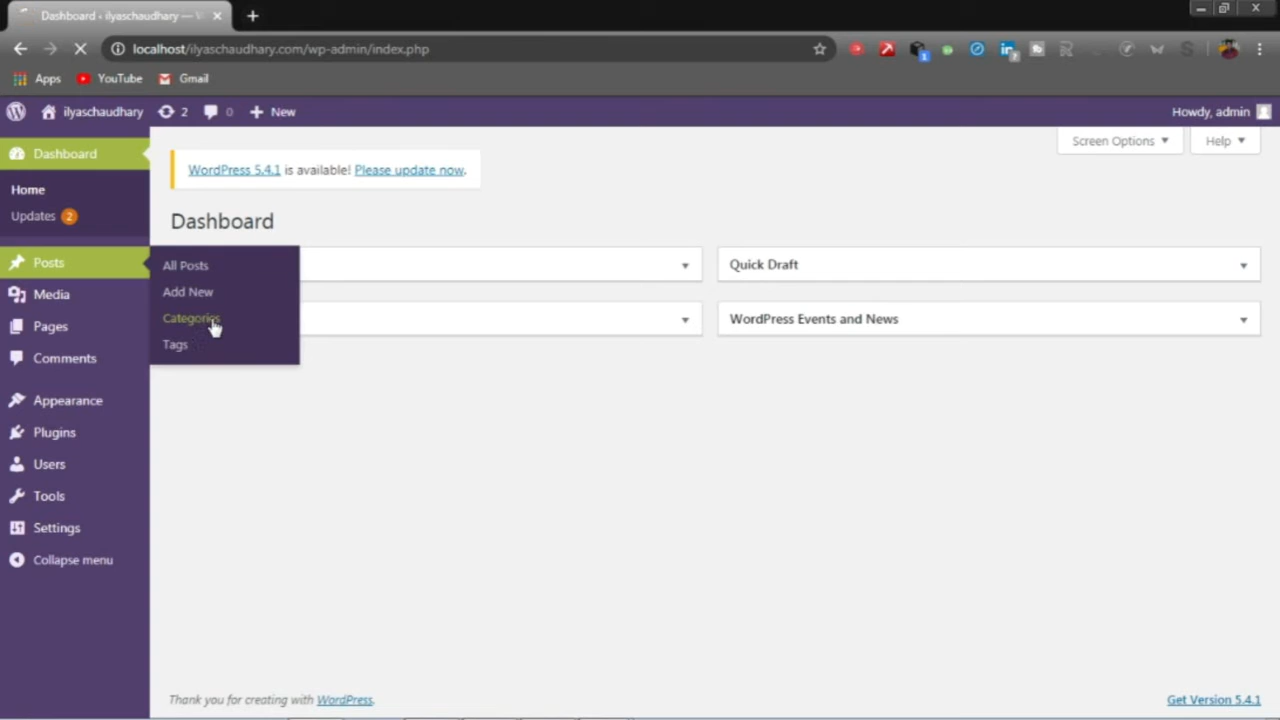 Dashboard ‹ ilyaschaudhary — W
localhost/ilyaschaudhary.com/wp-admin/index.php
Apps
YouTube
Gmail
ilyaschaudhary
2
0
New
Howdy, admin
Dashboard
Home
Updates 2
Posts
Media
Pages
Comments
Appearance
Plugins
Users
Tools
Settings
Collapse menu
All Posts
Add New
Categories
Tags
Screen Options
Help
WordPress 5.4.1 is available! Please update now.
Dashboard
Quick Draft
WordPress Events and News
Thank you for creating with WordPress.
Get Version 5.4.1